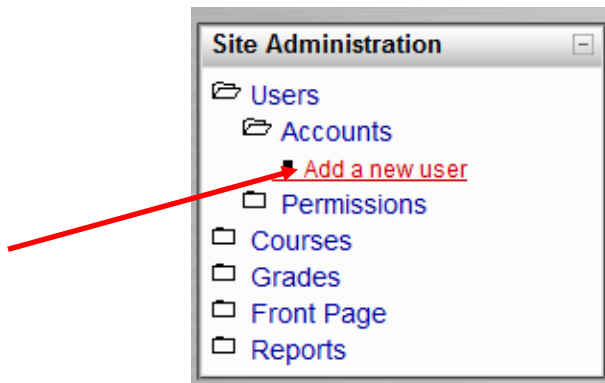 Site Administration
Users
Accounts
Add a new user
Permissions
Courses
Grades
Front Page
Reports